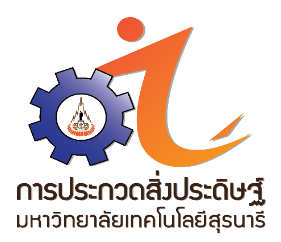 การประกวดสิ่งประดิษฐ์
มหาวิทยาลัยเทคโนโลยีสุรนารี